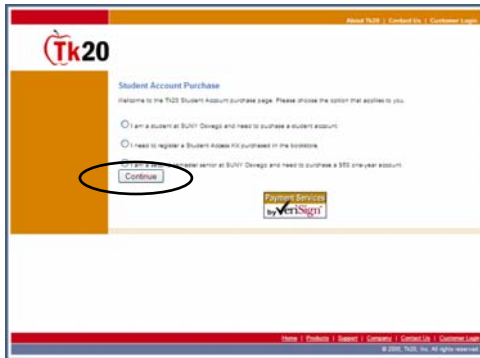 About Tk20 | Contact Us | Customer Login
Tk20
Student Account Purchase
Welcome to the Tk20 Student Account purchase page. Please choose the option that applies to you.
I am a student at SUNY Oswego and need to puchase a student account.
I need to register a Student Access Kit purchased in the bookstore.
I am a second semester senior at SUNY Oswego and need to purchase a $50 one-year account.
Continue
Payment Services
by VeriSign
Home | Products | Support | Company | Contact Us | Customer Login
Tk20, Inc. All rights reserved